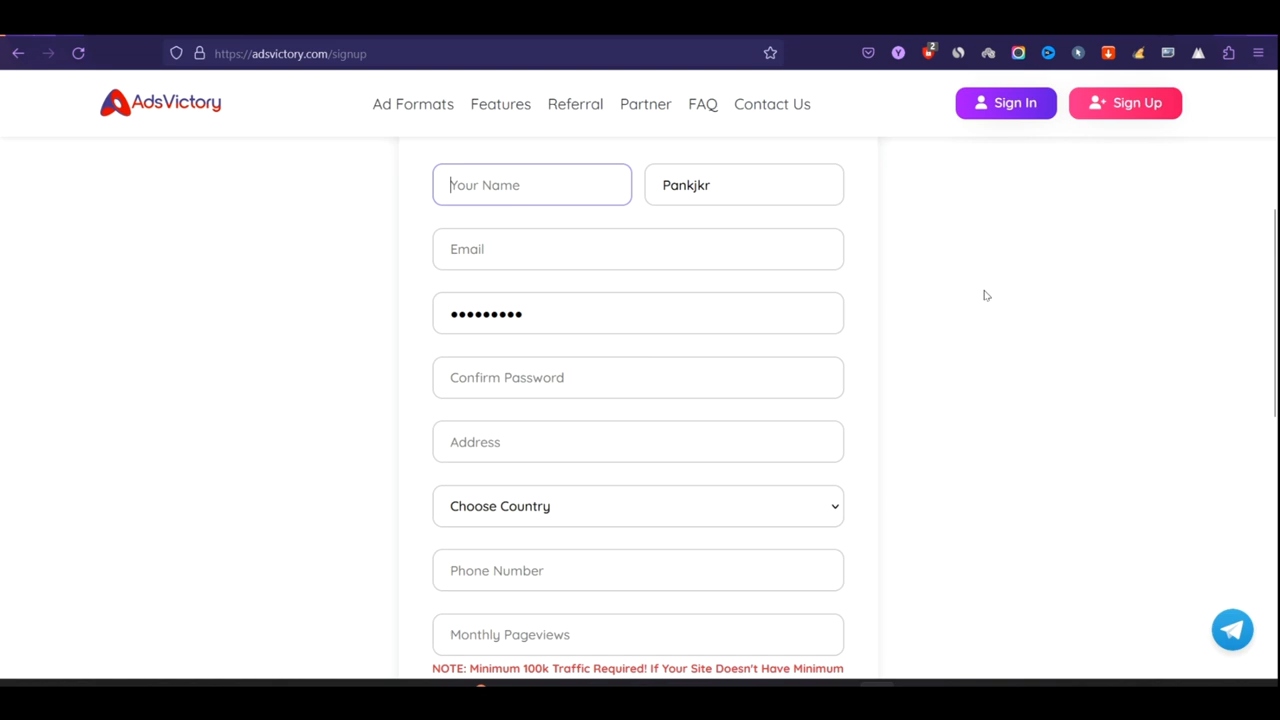 https://adsvictory.com/signup
2
AdsVictory
Ad Formats Features Referral Partner FAQ Contact Us
Sign In
Sign Up
Your Name
Pankjkr
Email
Confirm Password
Address
Choose Country
Phone Number
Monthly Pageviews
NOTE: Minimum 100k Traffic Required! If Your Site Doesn't Have Minimum